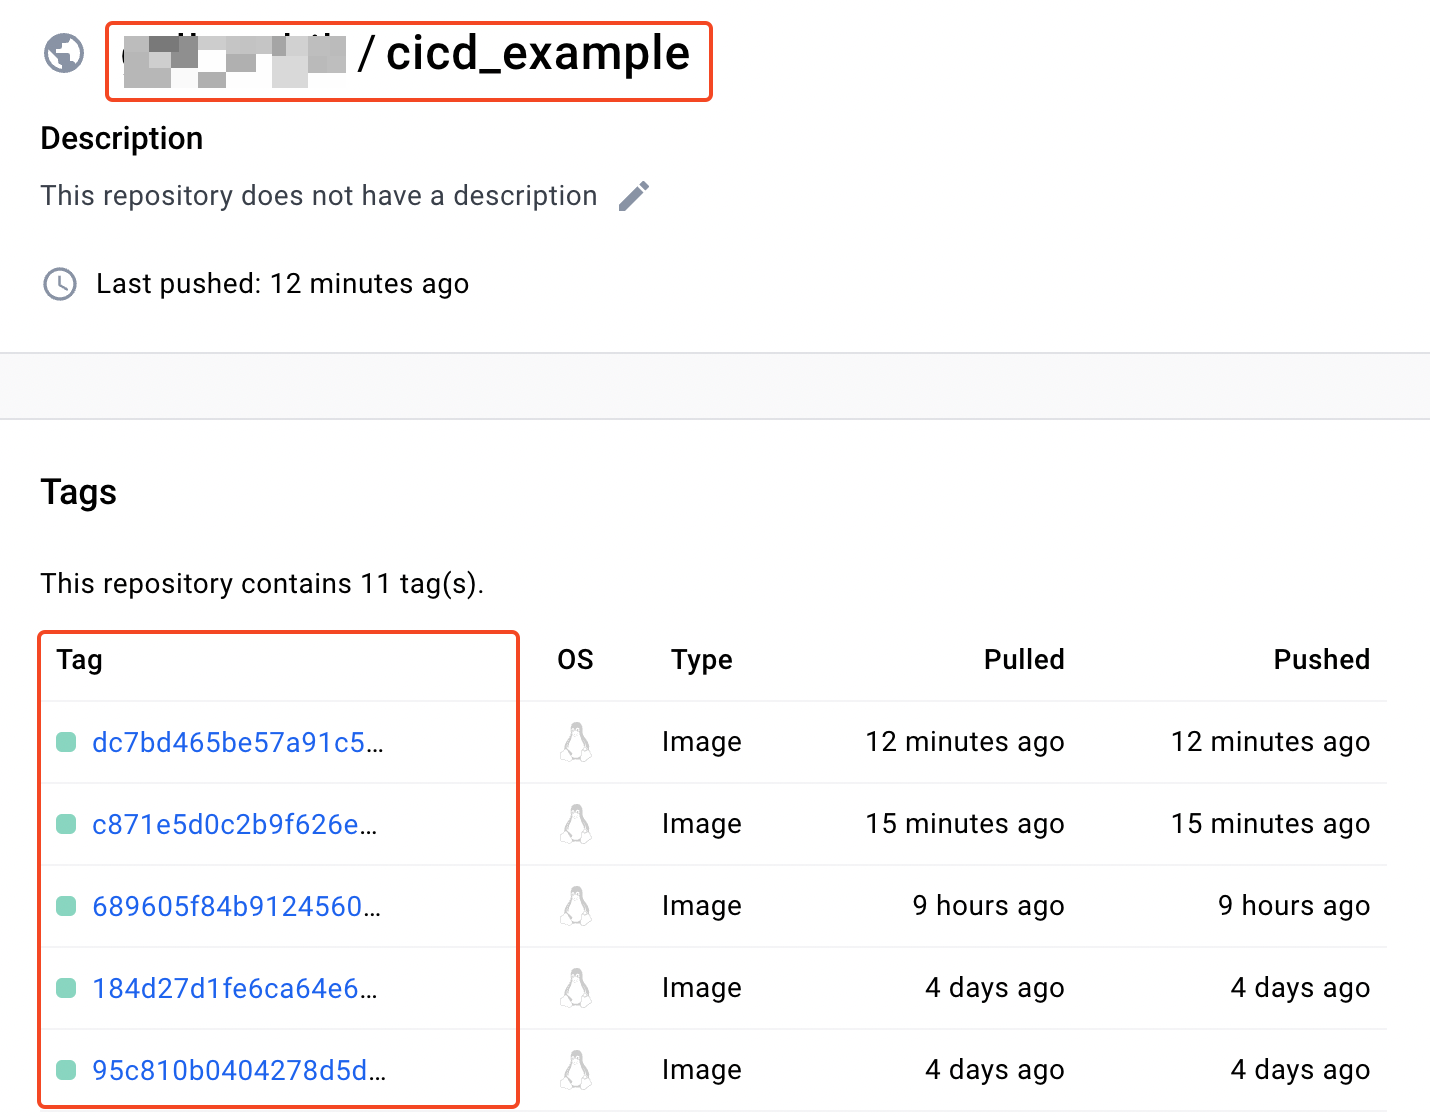 / cicd_example
Description
This repository does not have a description
Last pushed: 12 minutes ago
Tags
This repository contains 11 tag(s).
Tag OS Type Pulled Pushed
dc7bd465be57a91c5... Image 12 minutes ago 12 minutes ago
c871e5d0c2b9f626e... Image 15 minutes ago 15 minutes ago
689605f84b9124560... Image 9 hours ago 9 hours ago
184d27d1fe6ca64e6... Image 4 days ago 4 days ago
95c810b0404278d5d... Image 4 days ago 4 days ago